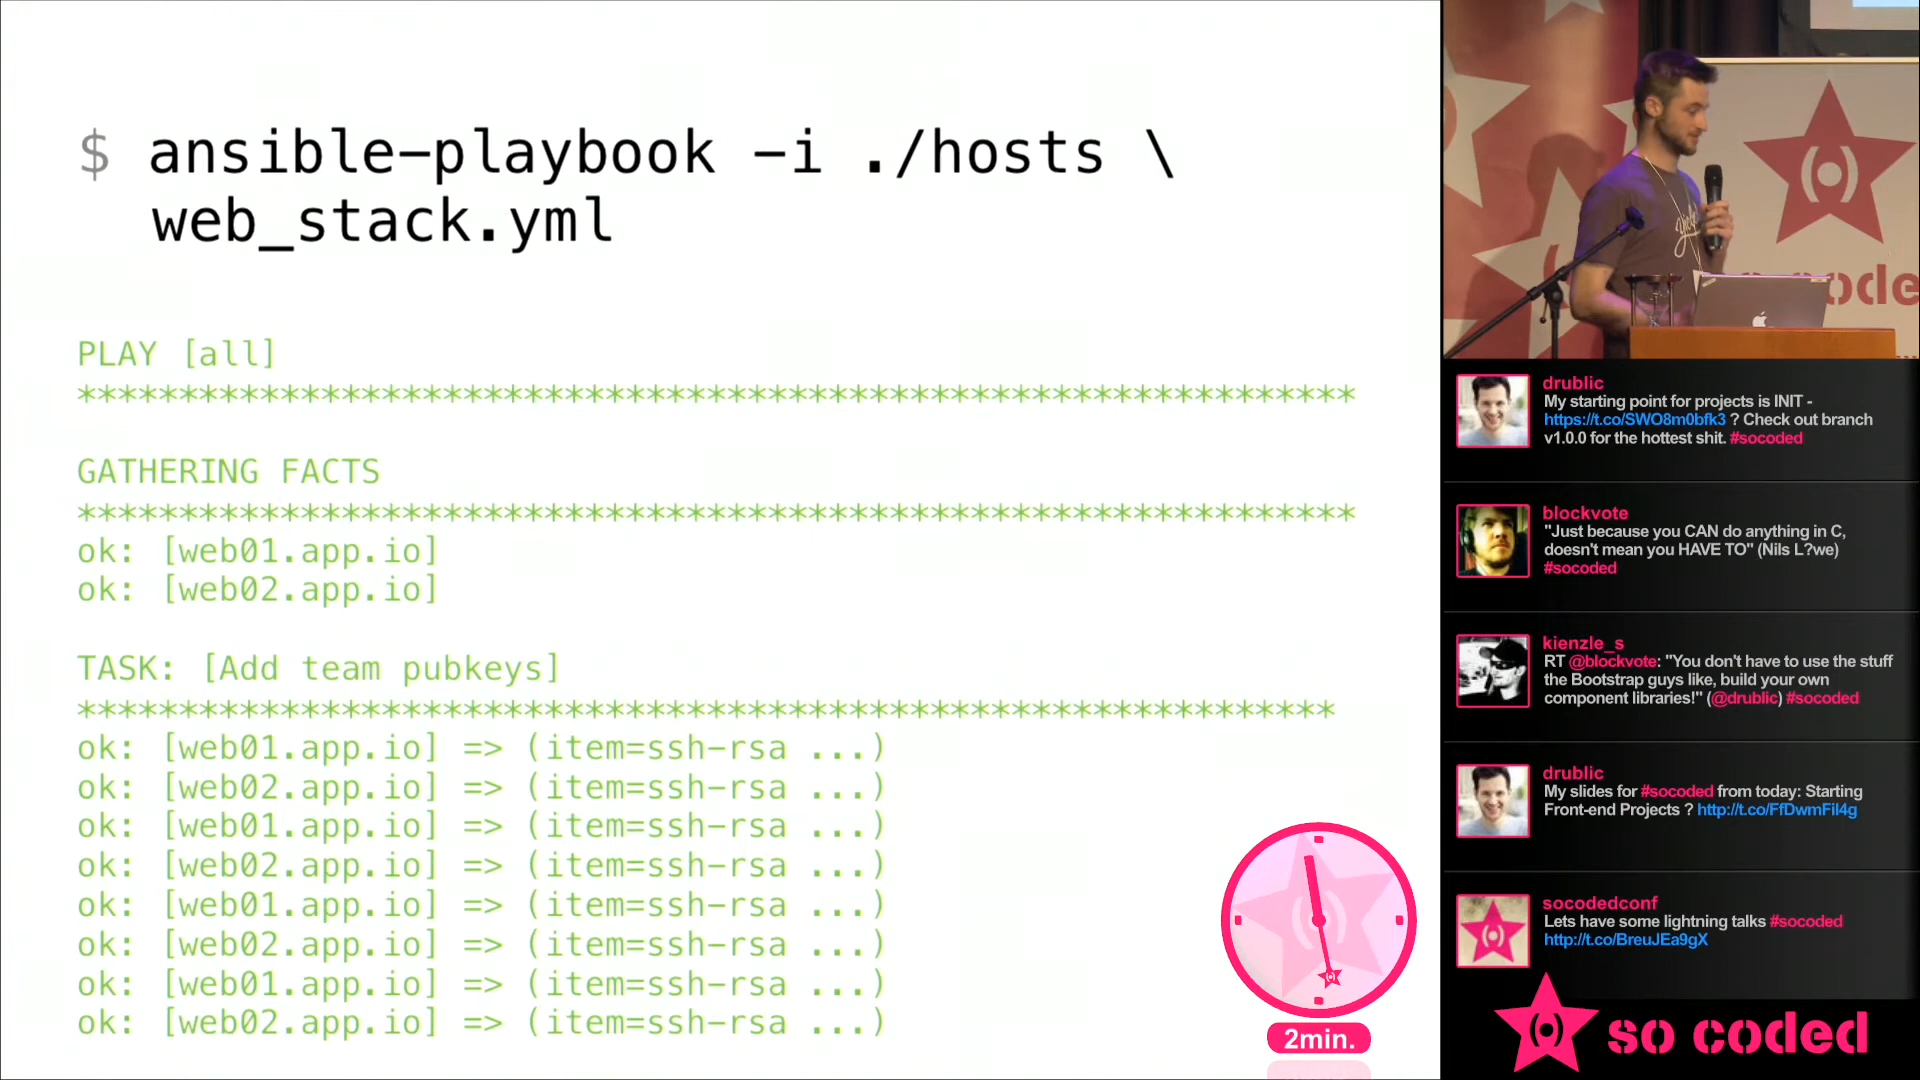 $ ansible-playbook -i ./hosts \
web_stack.yml
PLAY [all]
****************************************************************
GATHERING FACTS
****************************************************************
ok: [web01.app.io]
ok: [web02.app.io]
TASK: [Add team pubkeys]
***************************************************************
ok: [web01.app.io] => (item=ssh-rsa ...)
ok: [web02.app.io] => (item=ssh-rsa ...)
ok: [web01.app.io] => (item=ssh-rsa ...)
ok: [web02.app.io] => (item=ssh-rsa ...)
ok: [web01.app.io] => (item=ssh-rsa ...)
ok: [web02.app.io] => (item=ssh-rsa ...)
ok: [web01.app.io] => (item=ssh-rsa ...)
ok: [web02.app.io] => (item=ssh-rsa ...)
2min.
drublic
My starting point for projects is INIT -
https://t.co/SWO8m0bfk3 ? Check out branch
v1.0.0 for the hottest shit. #socoded
blockvote
"Just because you CAN do anything in C,
doesn't mean you HAVE TO" (Nils L?we)
#socoded
kienzle_s
RT @blockvote: "You don't have to use the stuff
the Bootstrap guys like, build your own
component libraries!" (@drublic) #socoded
drublic
My slides for #socoded from today: Starting
Front-end Projects ? http://t.co/FfDwmFil4g
socodedconf
Lets have some lightning talks #socoded
http://t.co/BreuJEa9gX
so coded